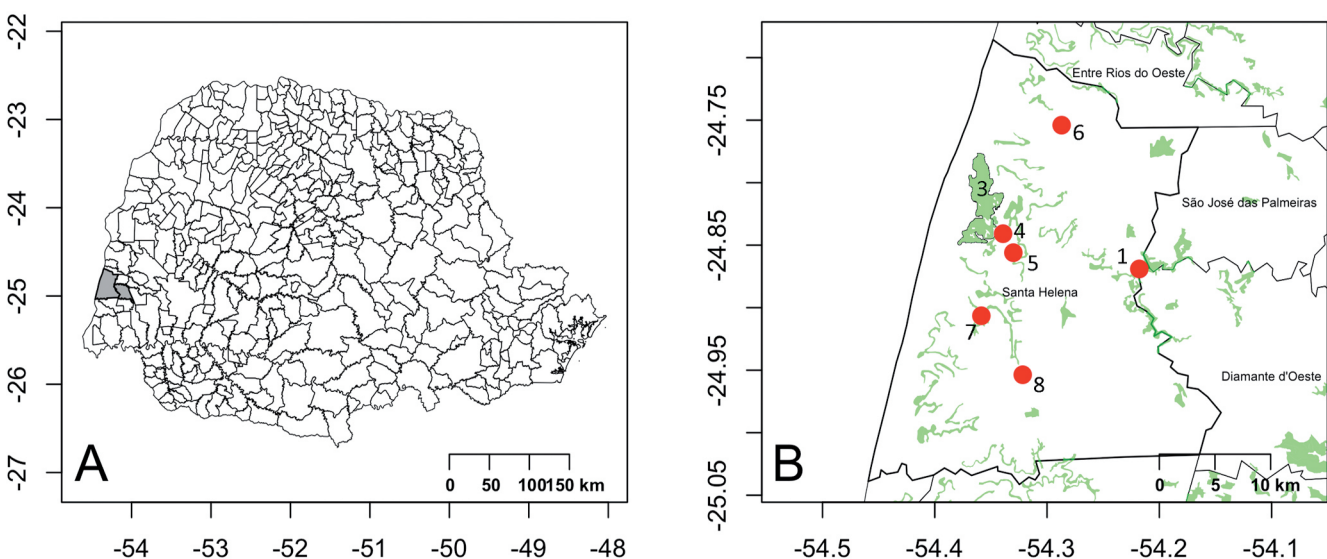 -22
-23
-24
-25
-26
-27
A
0 50 100 150 km
-54 -53 -52 -51 -50 -49 -48
-24.75
-24.85
-24.95
-25.05
Entre Rios do Oeste
6
3
São José das Palmeiras
4
1
5
Santa Helena
7
8
Diamante d'Oeste
B
0 5 10 km
-54.5 -54.4 -54.3 -54.2 -54.1